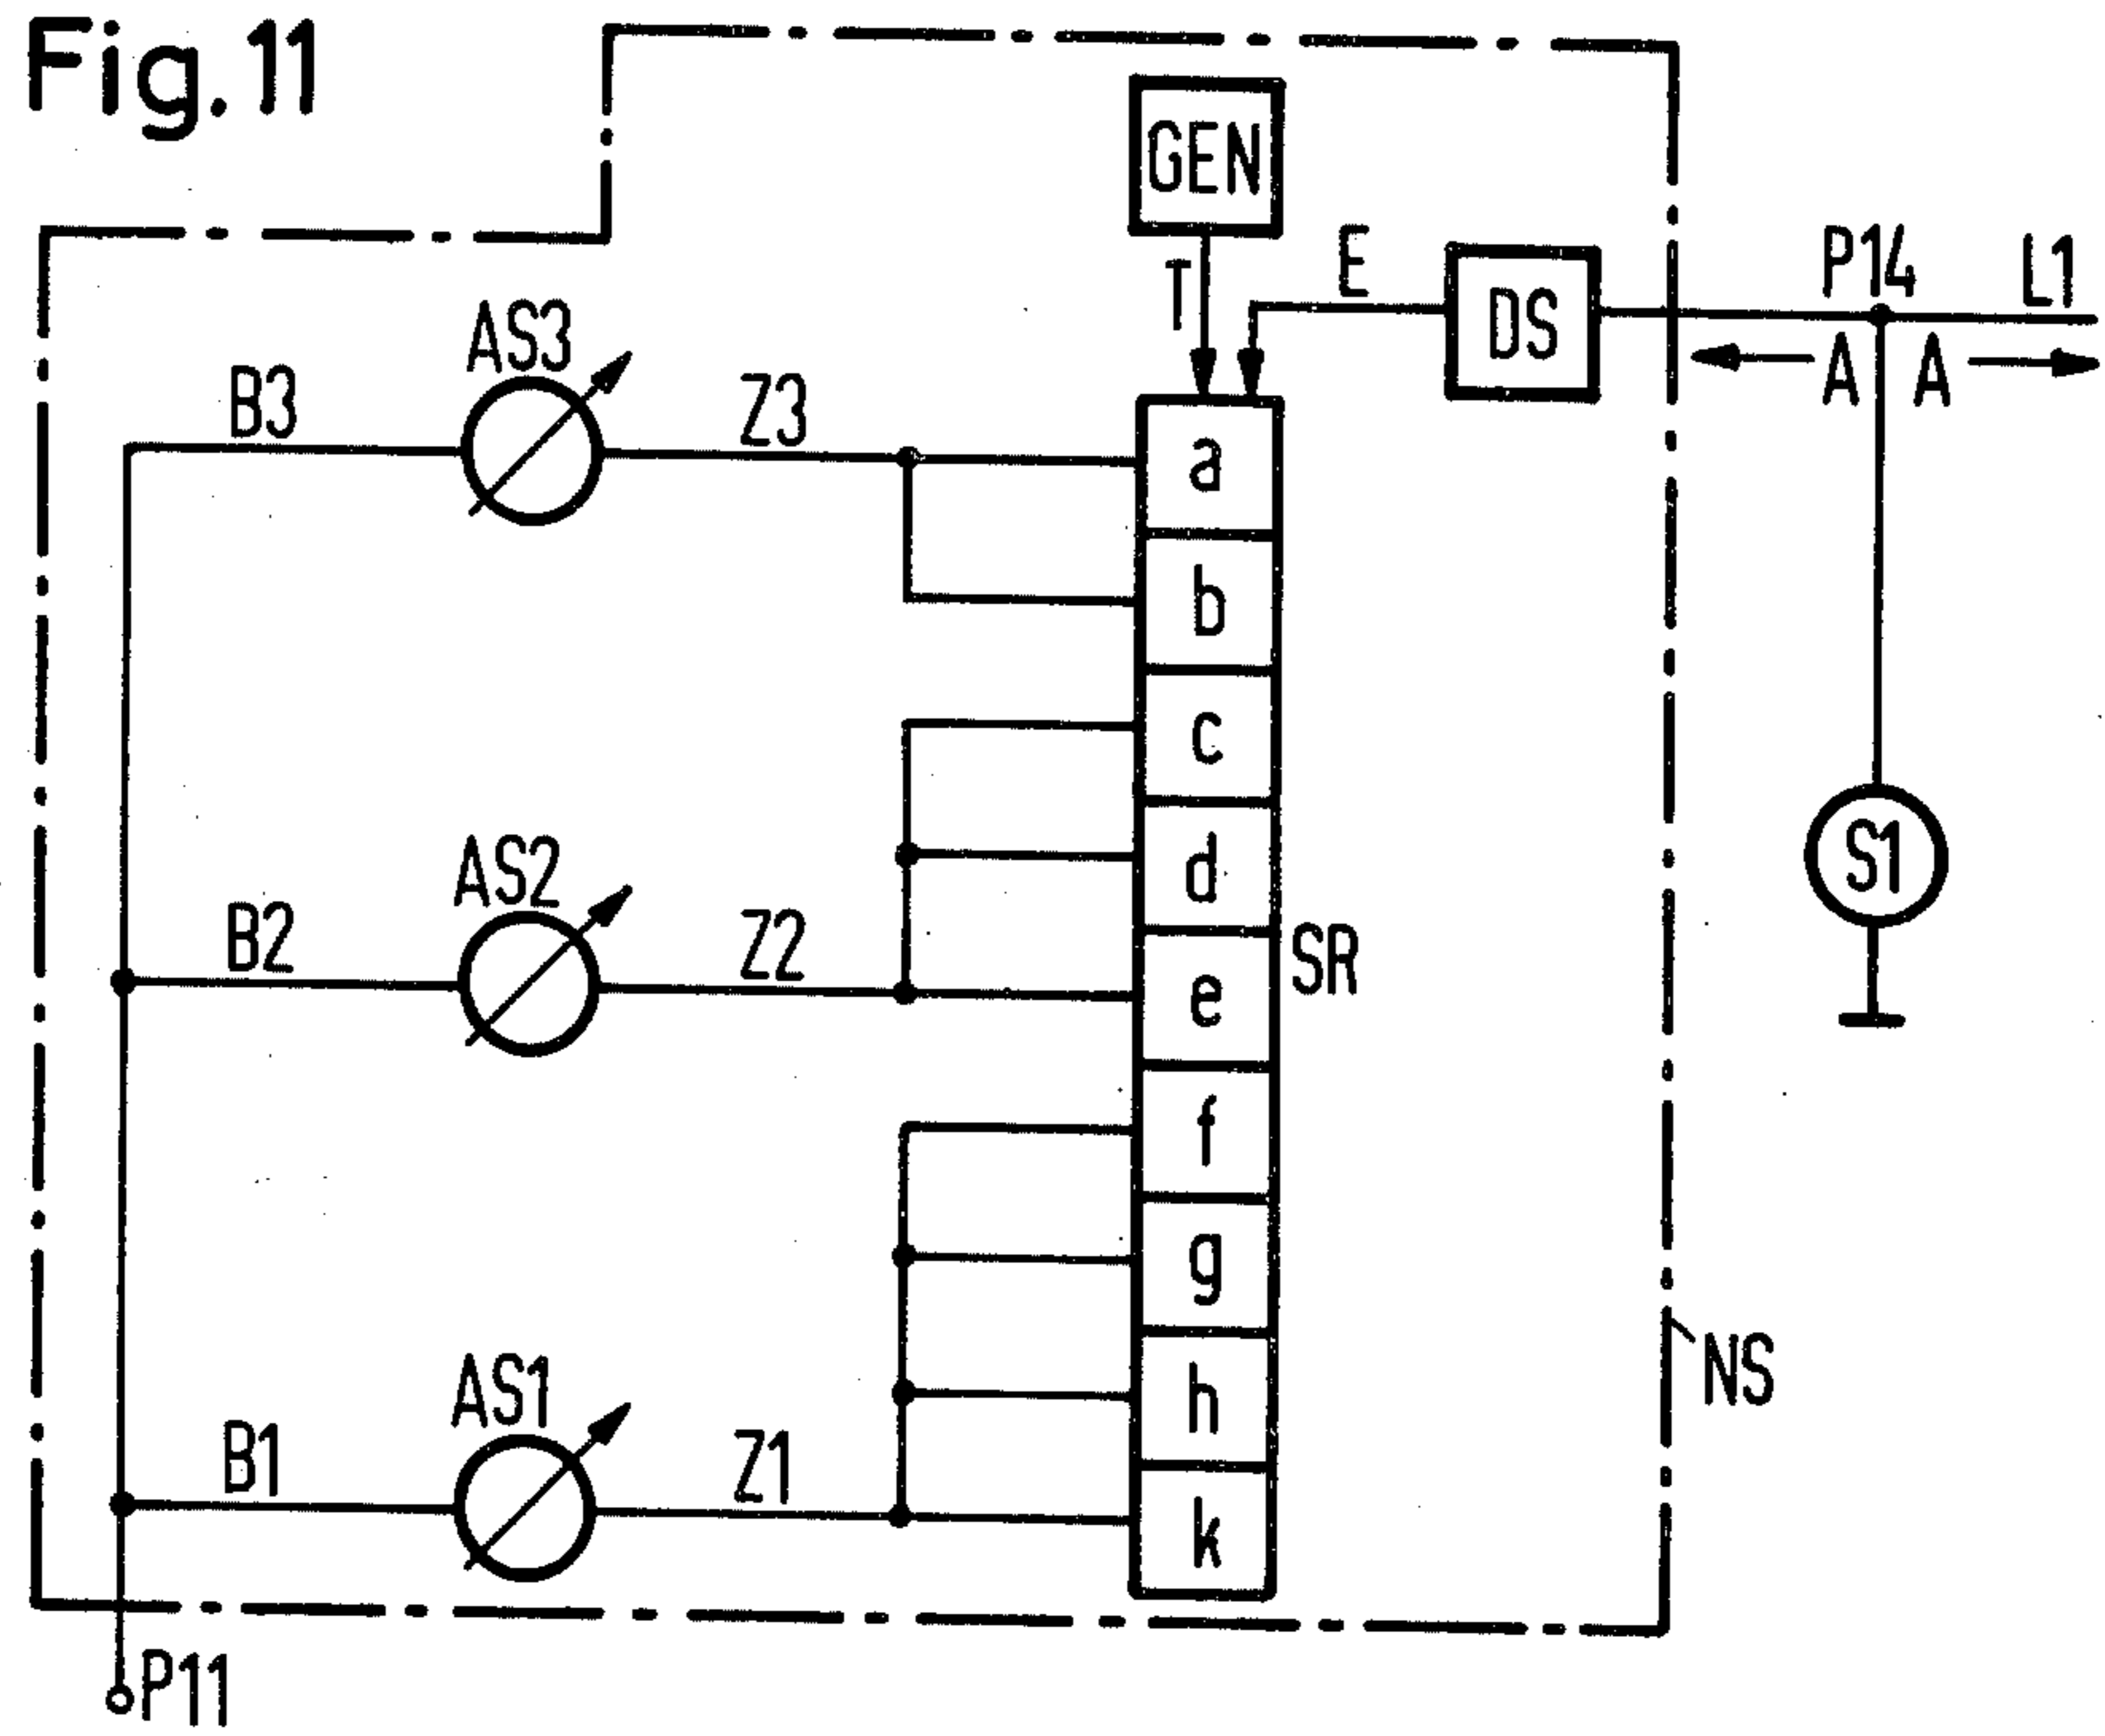 Fig.11
GEN
T
E
DS
P14
L1
A
A
AS3
B3
Z3
a
b
c
d
AS2
B2
Z2
e
SR
S1
f
g
NS
AS1
h
B1
Z1
k
P11